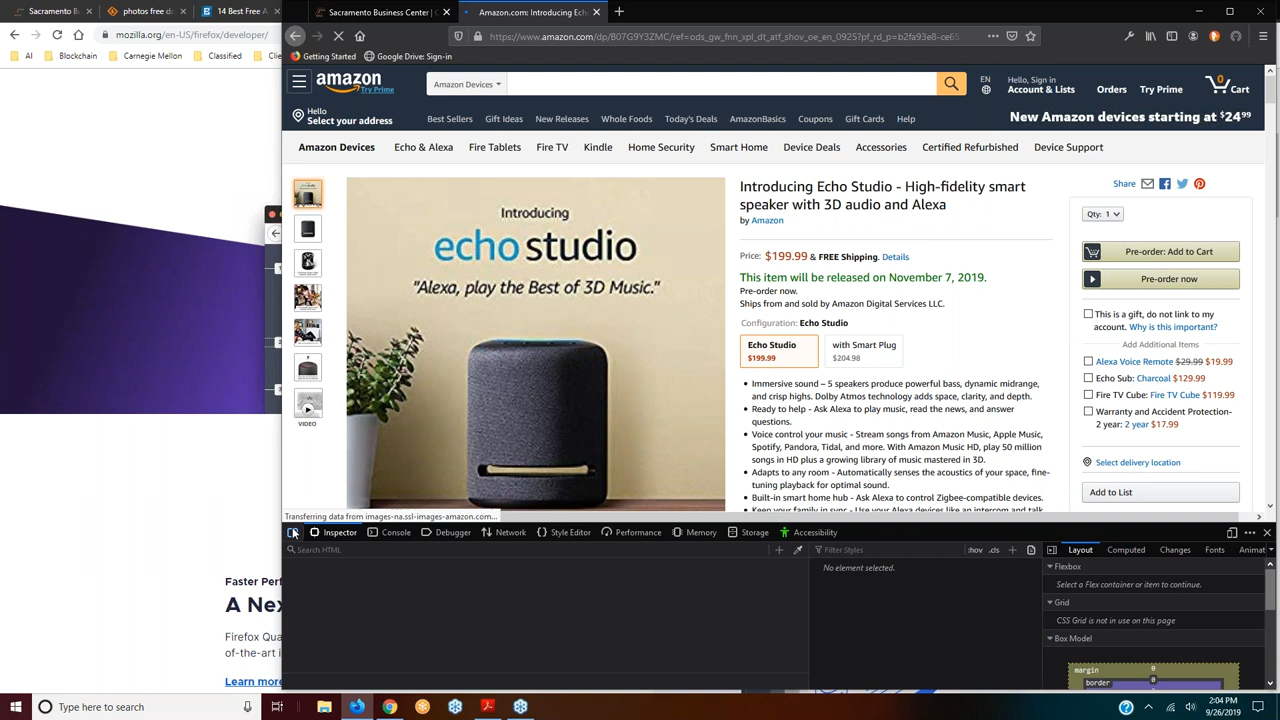 Sacramento Busi
photos free do
14 Best Free A
Sacramento Business Center | C
Amazon.com: Introducing Ech
mozilla.org/en-US/firefox/developer/
https://www.amazon.com/dp/B07G9Y3ZMC/ref=ods_gw_fnn_xpl_dt_atf_shov_oe_en_0925?pf_rd_p=b2fa93e8-ce65
AI
Blockchain
Carnegie Mellon
Classified
Clie
Getting Started
Google Drive: Sign-in
amazon
Try Prime
Amazon Devices
EN
Hello, Sign in
Account & Lists
Orders
Try Prime
0
Cart
Hello
Select your address
Best Sellers
Gift Ideas
New Releases
Whole Foods
Today's Deals
AmazonBasics
Coupons
Gift Cards
Help
New Amazon devices starting at $24⁹⁹
Amazon Devices
Echo & Alexa
Fire Tablets
Fire TV
Kindle
Home Security
Smart Home
Device Deals
Accessories
Certified Refurbished
Device Support
Introducing
echo studio
"Alexa, play the Best of 3D Music."
VIDEO
Introducing Echo Studio - High-fidelity smart
speaker with 3D audio and Alexa
by Amazon
Price: $199.99 & FREE Shipping. Details
This item will be released on November 7, 2019.
Pre-order now.
Ships from and sold by Amazon Digital Services LLC.
Configuration: Echo Studio
Echo Studio
$199.99
with Smart Plug
$204.98
• Immersive sound – 5 speakers produce powerful bass, dynamic midrange,
and crisp highs. Dolby Atmos technology adds space, clarity, and depth.
• Ready to help - Ask Alexa to play music, read the news, and answer
questions.
• Voice control your music - Stream songs from Amazon Music, Apple Music,
Spotify, Pandora, Tidal, and more. With Amazon Music HD, play 50 million
songs in HD plus a growing library of music mastered in 3D.
• Adapts to any room - Automatically senses the acoustics of your space, fine-
tuning playback for optimal sound.
• Built-in smart home hub - Ask Alexa to control Zigbee-compatible devices.
• Keep your family in sync - Use your Alexa devices like an intercom and talk
Share
Qty: 1
Pre-order: Add to Cart
Pre-order now
This is a gift, do not link to my
account. Why is this important?
Add Additional Items
Alexa Voice Remote $29.99 $19.99
Echo Sub: Charcoal $129.99
Fire TV Cube: Fire TV Cube $119.99
Warranty and Accident Protection-
2 year: 2 year $17.99
Select delivery location
Add to List
Transferring data from images-na.ssl-images-amazon.com...
Inspector
Console
Debugger
Network
Style Editor
Performance
Memory
Storage
Accessibility
Search HTML
Filter Styles
:hov .cls
Layout
Computed
Changes
Fonts
Animat
No element selected.
Flexbox
Select a Flex container or item to continue.
Grid
CSS Grid is not in use on this page
Box Model
margin
0
border
0
Faster Perf
A Nex
Firefox Qua
of-the-art i
Learn more
Type here to search
2:04 PM
9/26/2019